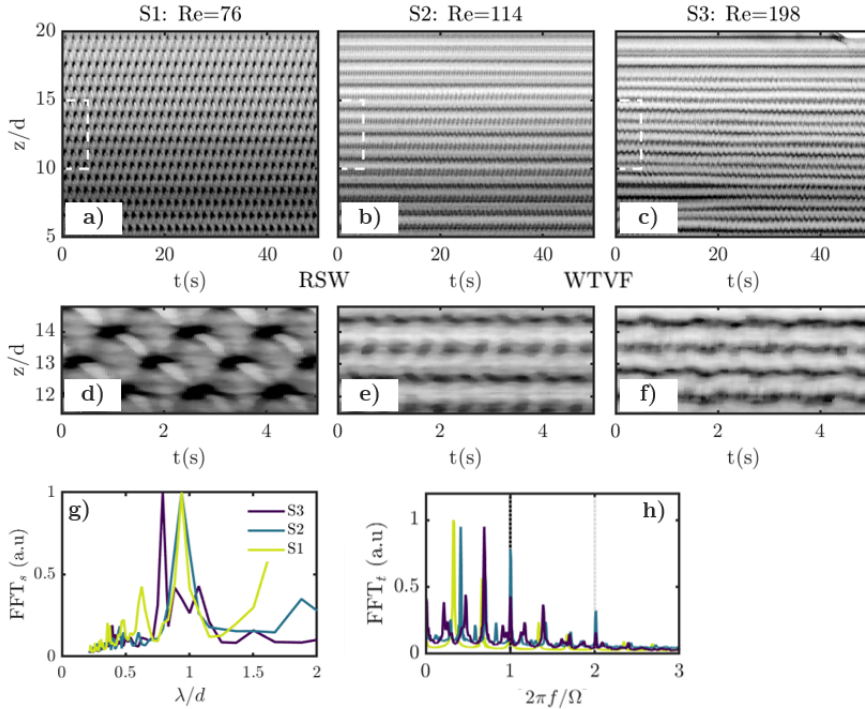 S1: Re=76 S2: Re=114 S3: Re=198
z/d
20
15
10
5
a) b) c)
0 20 40 0 20 40 0 20 40
t(s) RSW t(s) WTVF t(s)
z/d
14
13
12
d) e) f)
0 2 4 0 2 4 0 2 4
t(s) t(s) t(s)
g)
FFTs (a.u)
1
0.5
0
S3
S2
S1
0 0.5 1 1.5 2
λ/d
h)
FFTt (a.u)
1
0.5
0
0 1 2 3
2πf/Ω